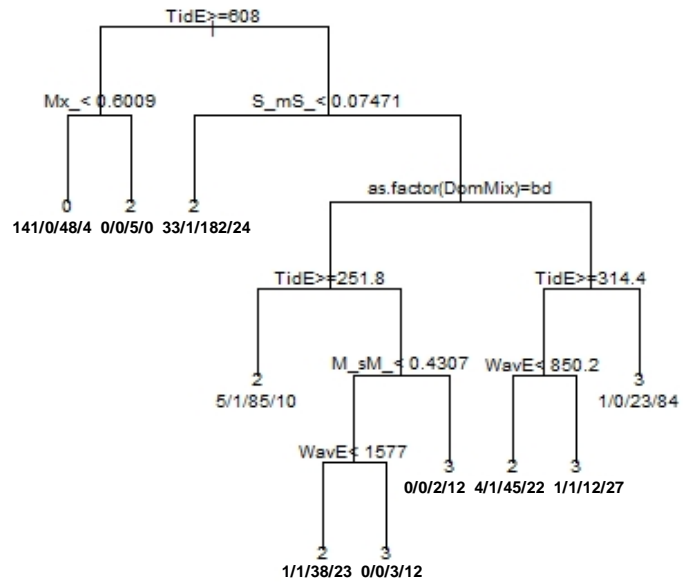 TidE>=608
Mx_< 0.6009
S_mS_< 0.07471
as.factor(DomMix)=bd
0
2
2
141/0/48/4 0/0/5/0 33/1/182/24
TidE>=251.8
TidE>=314.4
M_sM_< 0.4307
WavE< 850.2
2
3
5/1/85/10
1/0/23/84
WavE< 1577
3
2
3
0/0/2/12 4/1/45/22 1/1/12/27
2
3
1/1/38/23 0/0/3/12